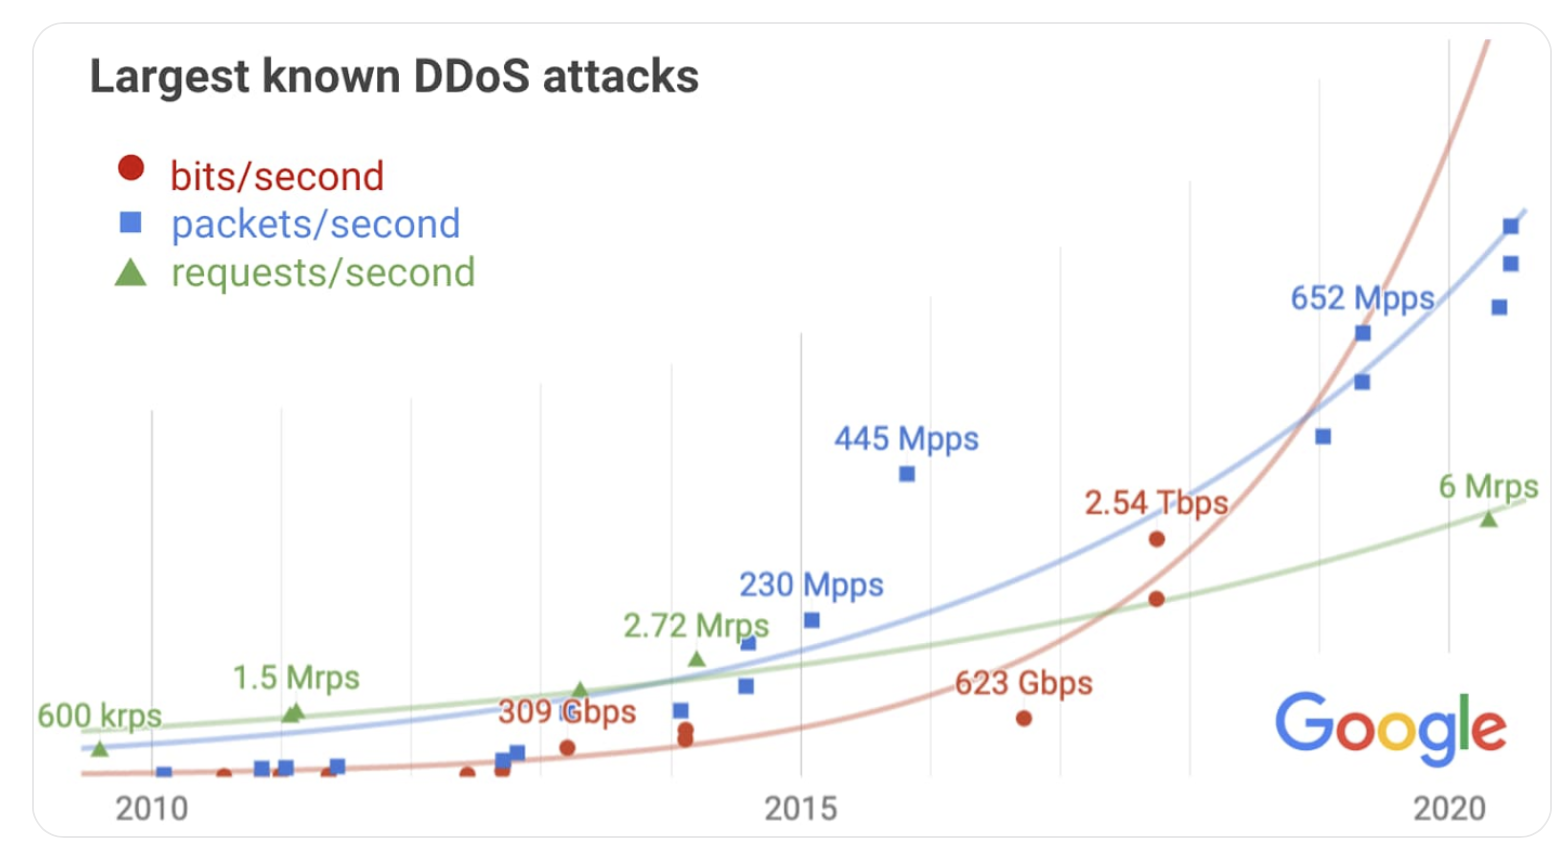 Largest known DDoS attacks
bits/second
packets/second
requests/second
652 Mpps
445 Mpps
6 Mrps
2.54 Tbps
230 Mpps
2.72 Mrps
1.5 Mrps
623 Gbps
309 Gbps
600 krps
Google
2010
2015
2020